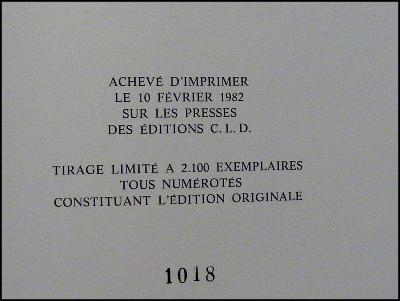 ACHEVÉ D'IMPRIMER
LE 10 FÉVRIER 1982
SUR LES PRESSES
DES ÉDITIONS C.L.D.
TIRAGE LIMITÉ A 2.100 EXEMPLAIRES
TOUS NUMÉROTÉS
CONSTITUANT L'ÉDITION ORIGINALE
1018